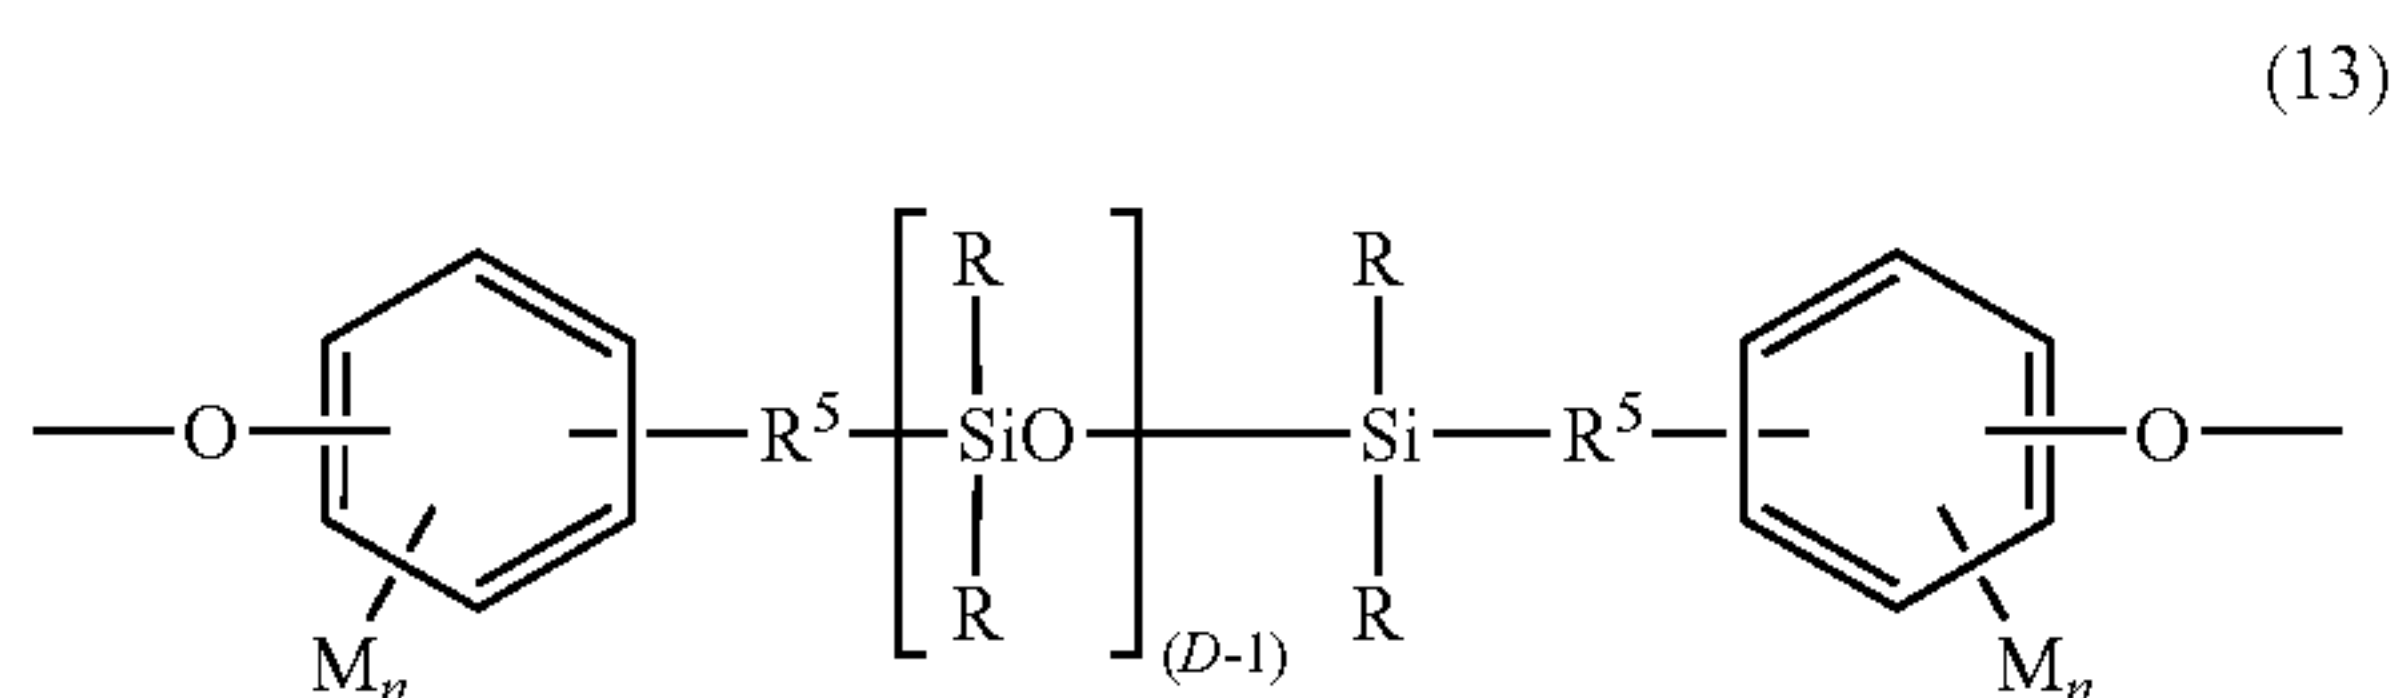 (13)
R R
O R⁵ SiO Si R⁵ O
R R
(D-1)
Mₙ Mₙ